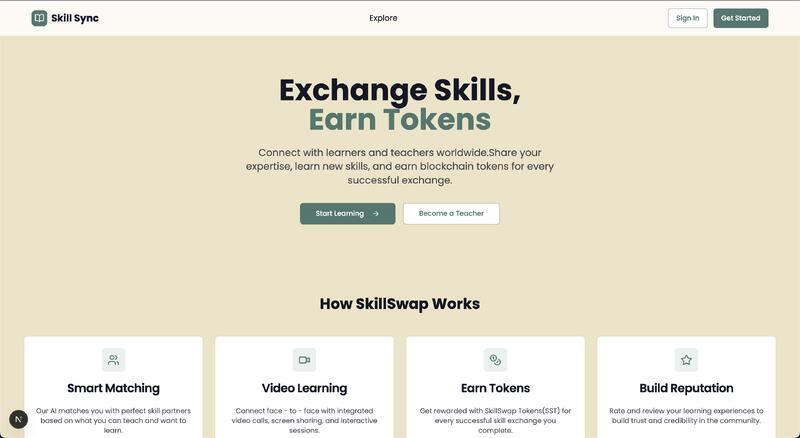 Skill Sync
Explore
Sign In
Get Started
Exchange Skills,
Earn Tokens
Connect with learners and teachers worldwide.Share your
expertise, learn new skills, and earn blockchain tokens for every
successful exchange.
Start Learning →
Become a Teacher
How SkillSwap Works
Smart Matching
Our AI matches you with perfect skill partners
based on what you can teach and want to
learn.
Video Learning
Connect face - to - face with integrated
video calls, screen sharing, and interactive
sessions.
Earn Tokens
Get rewarded with SkillSwap Tokens(SST) for
every successful skill exchange you
complete.
Build Reputation
Rate and review your learning experiences to
build trust and credibility in the community.
N